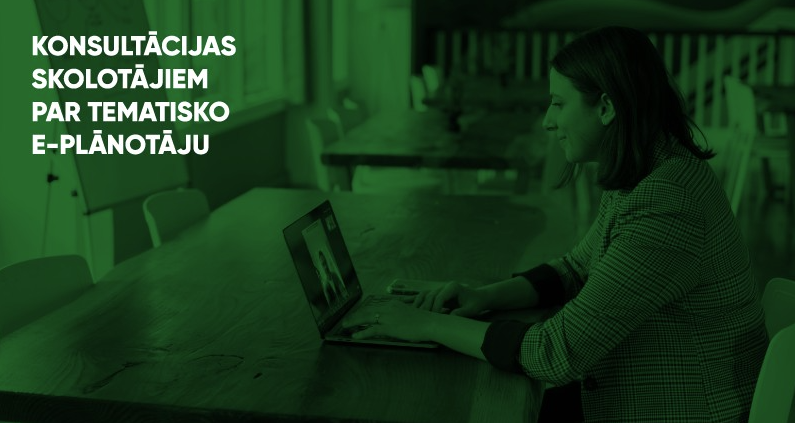 KONSULTĀCIJAS
SKOLOTĀJIEM
PAR TEMATISKO
E-PLĀNOTĀJU